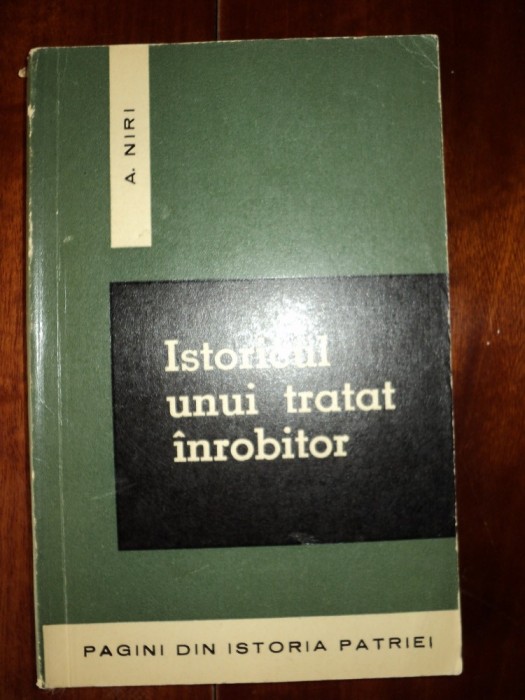 A. NIRI
Istoricul
unui tratat
înrobitor
PAGINI DIN ISTORIA PATRIEI